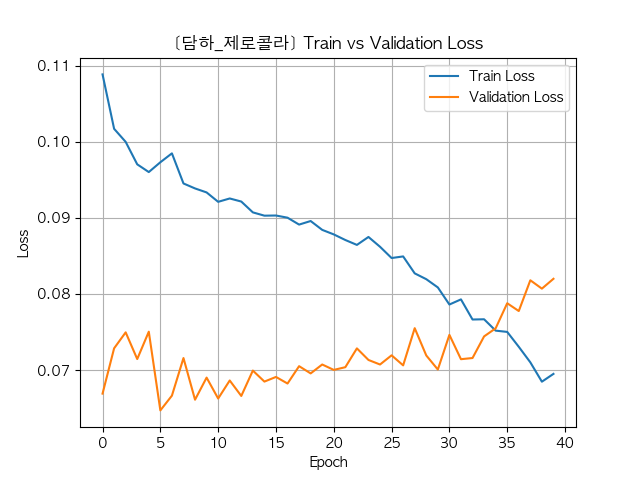 [담하_제로콜라] Train vs Validation Loss
Train Loss
Validation Loss
0.11
0.10
0.09
0.08
0.07
Loss
0 5 10 15 20 25 30 35 40
Epoch